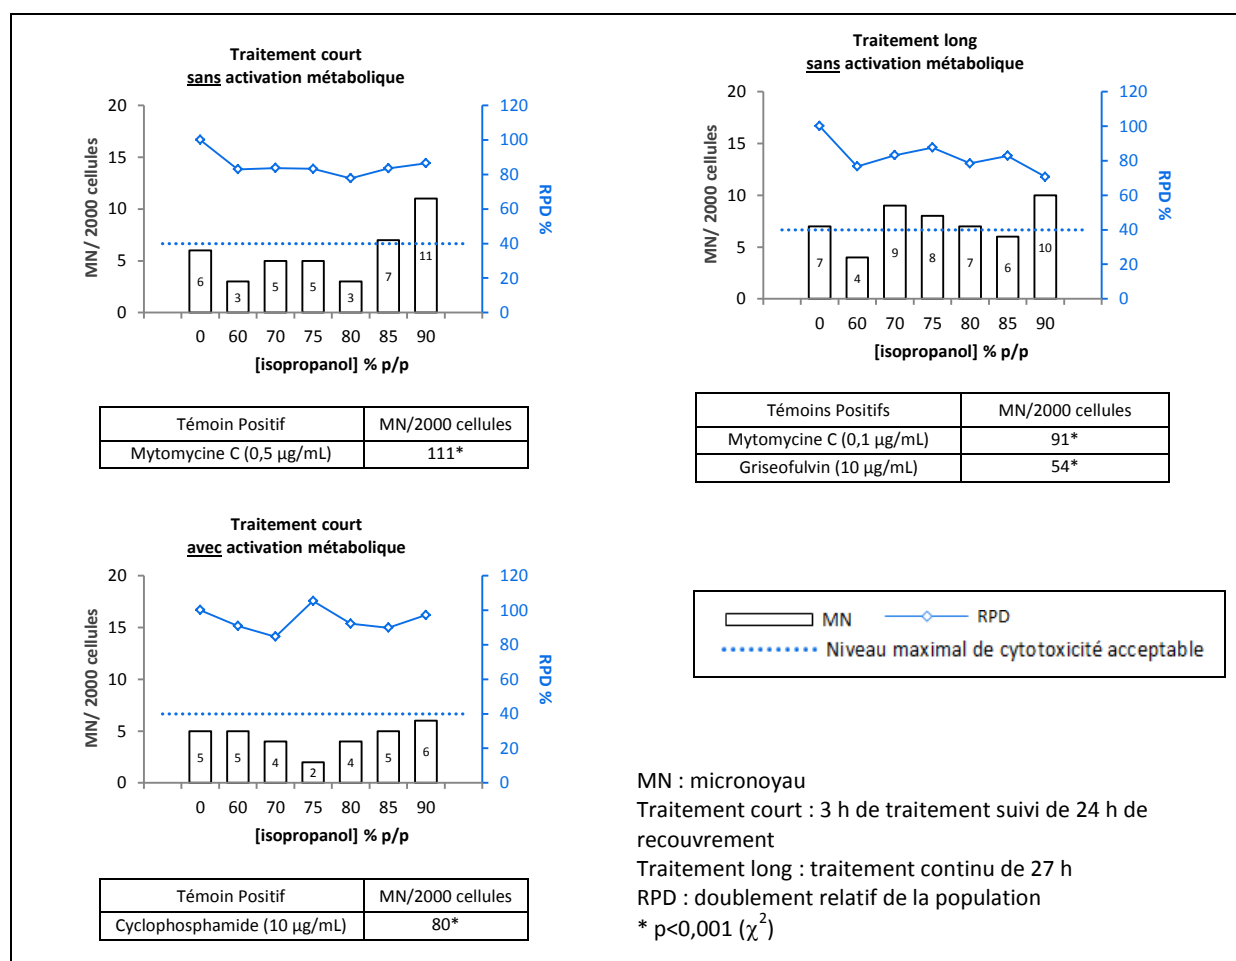 Traitement court
sans activation métabolique
20
15
10
5
0
MN/ 2000 cellules
120
100
80
60
40
20
0
RPD %
6
3
5
5
3
7
11
0 60 70 75 80 85 90
[isopropanol] % p/p
Témoin Positif MN/2000 cellules
Mytomycine C (0,5 µg/mL) 111*
Traitement long
sans activation métabolique
20
15
10
5
0
MN/ 2000 cellules
120
100
80
60
40
20
0
RPD %
7
4
9
8
7
6
10
0 60 70 75 80 85 90
[isopropanol] % p/p
Témoins Positifs MN/2000 cellules
Mytomycine C (0,1 µg/mL) 91*
Griseofulvin (10 µg/mL) 54*
Traitement court
avec activation métabolique
20
15
10
5
0
MN/ 2000 cellules
120
100
80
60
40
20
0
RPD %
5
5
4
2
4
5
6
0 60 70 75 80 85 90
[isopropanol] % p/p
Témoin Positif MN/2000 cellules
Cyclophosphamide (10 µg/mL) 80*
MN RPD
Niveau maximal de cytotoxicité acceptable
MN : micronoyau
Traitement court : 3 h de traitement suivi de 24 h de
recouvrement
Traitement long : traitement continu de 27 h
RPD : doublement relatif de la population
* p<0,001 (χ²)